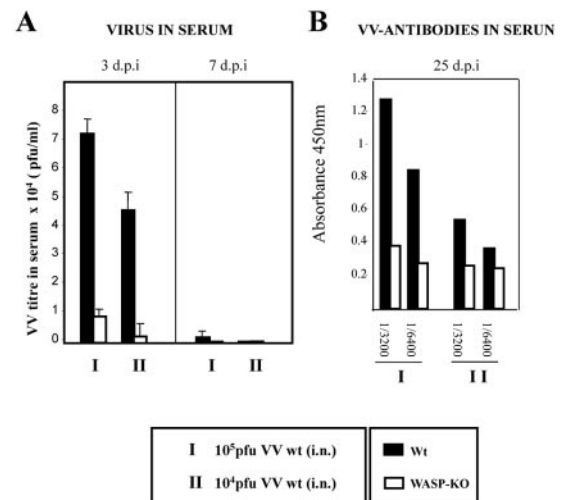 A
VIRUS IN SERUM
3 d.p.i
7 d.p.i
VV titre in serum x 10⁴ ( pfu/ml)
8
7
6
5
4
3
2
1
0
I
II
I
II
B
VV-ANTIBODIES IN SERUN
25 d.p.i
Absorbance 450nm
1.4
1.2
1
0.8
0.6
0.4
0.2
1/3200
1/6400
1/3200
1/6400
I
I I
I 10⁵pfu VV wt (i.n.)
II 10⁴pfu VV wt (i.n.)
Wt
WASP-KO